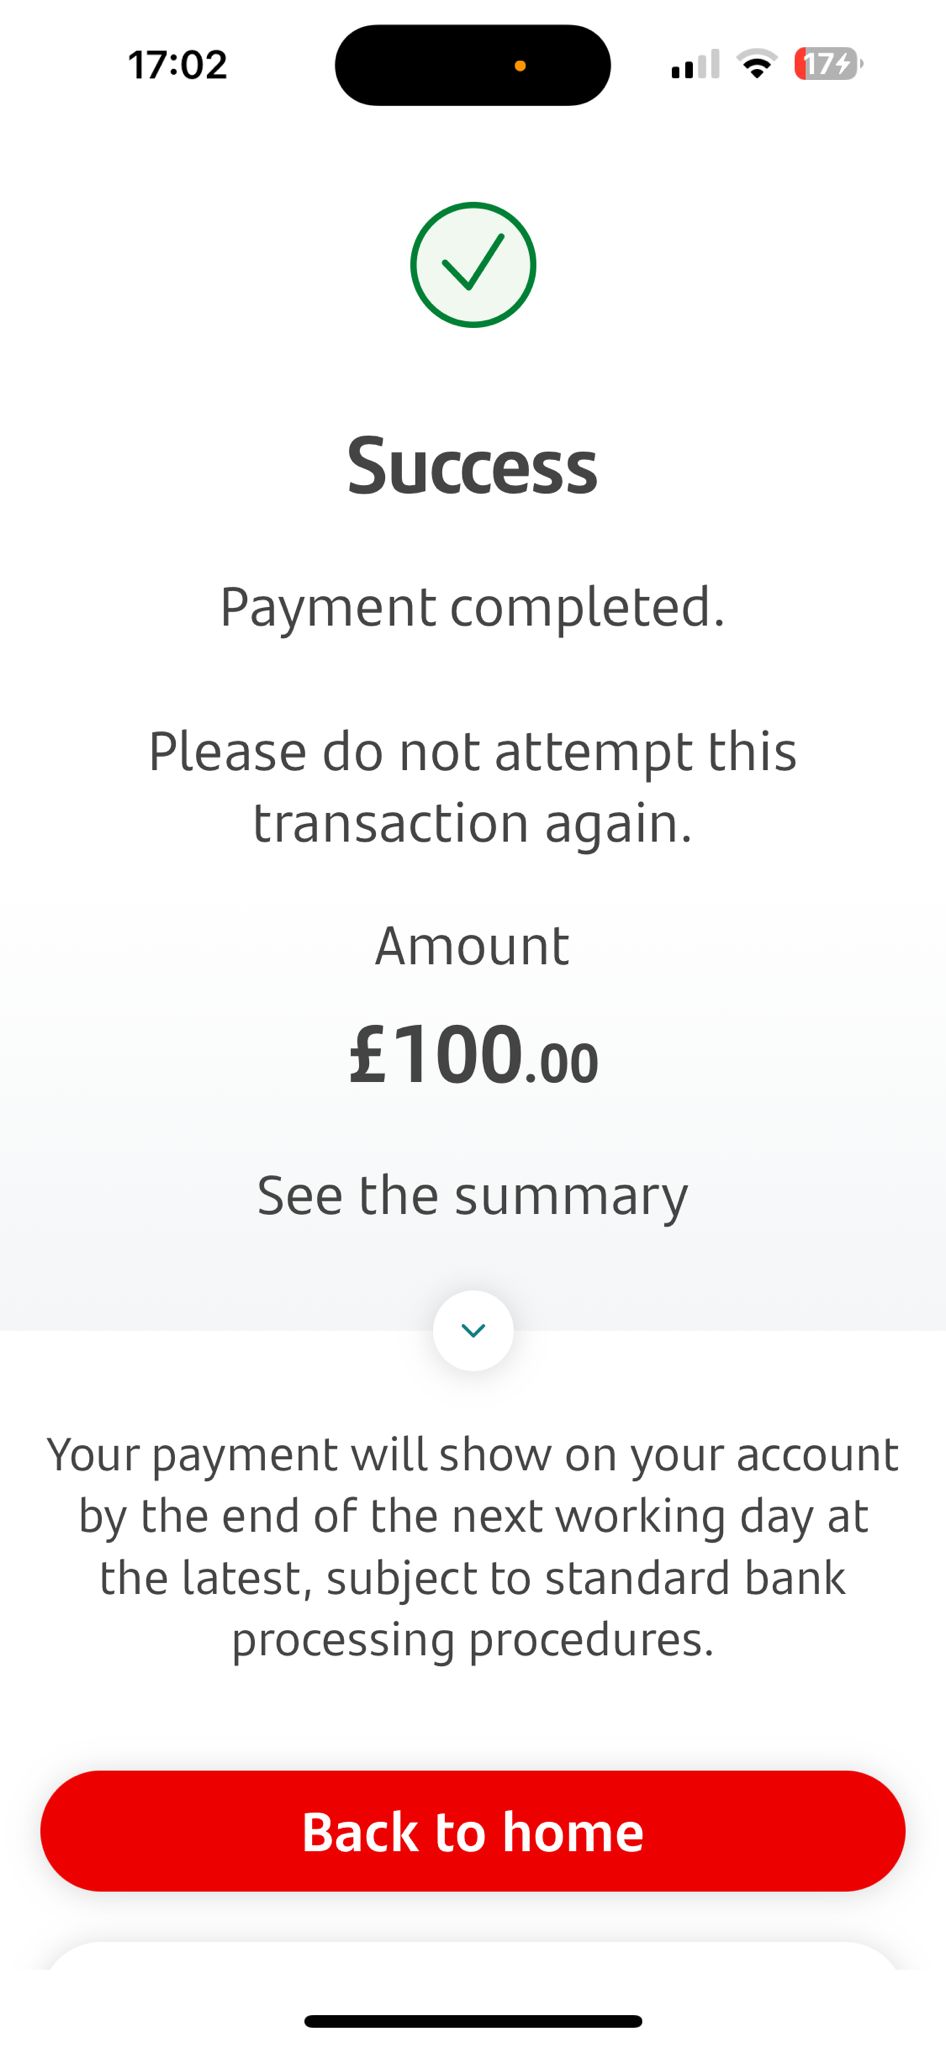 17:02
17
Success
Payment completed.
Please do not attempt this
transaction again.
Amount
£100.00
See the summary
Your payment will show on your account
by the end of the next working day at
the latest, subject to standard bank
processing procedures.
Back to home